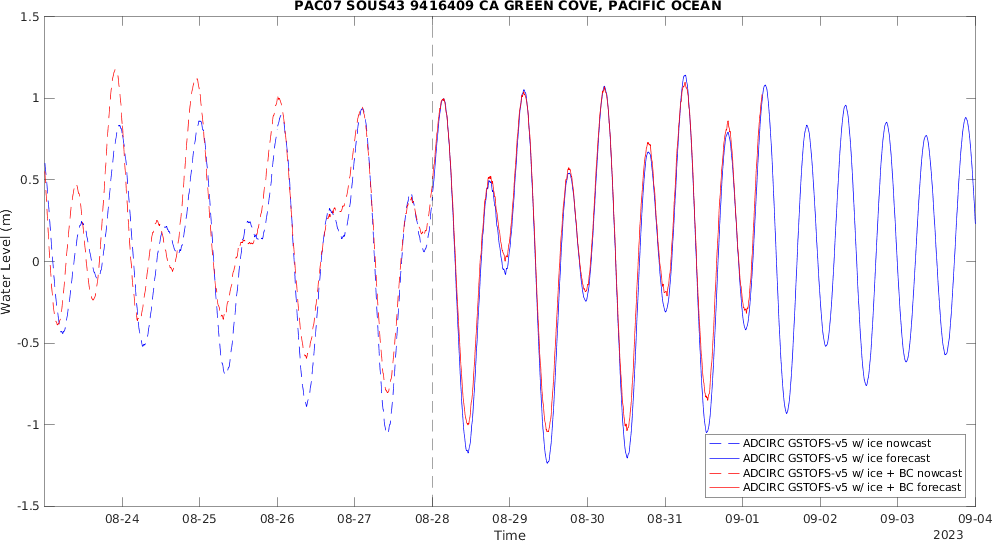 PAC07 SOUS43 9416409 CA GREEN COVE, PACIFIC OCEAN
1.5
1
0.5
0
-0.5
-1
-1.5
Water Level (m)
08-24 08-25 08-26 08-27 08-28 08-29 08-30 08-31 09-01 09-02 09-03 09-04
Time
2023
ADCIRC GSTOFS-v5 w/ ice nowcast
ADCIRC GSTOFS-v5 w/ ice forecast
ADCIRC GSTOFS-v5 w/ ice + BC nowcast
ADCIRC GSTOFS-v5 w/ ice + BC forecast